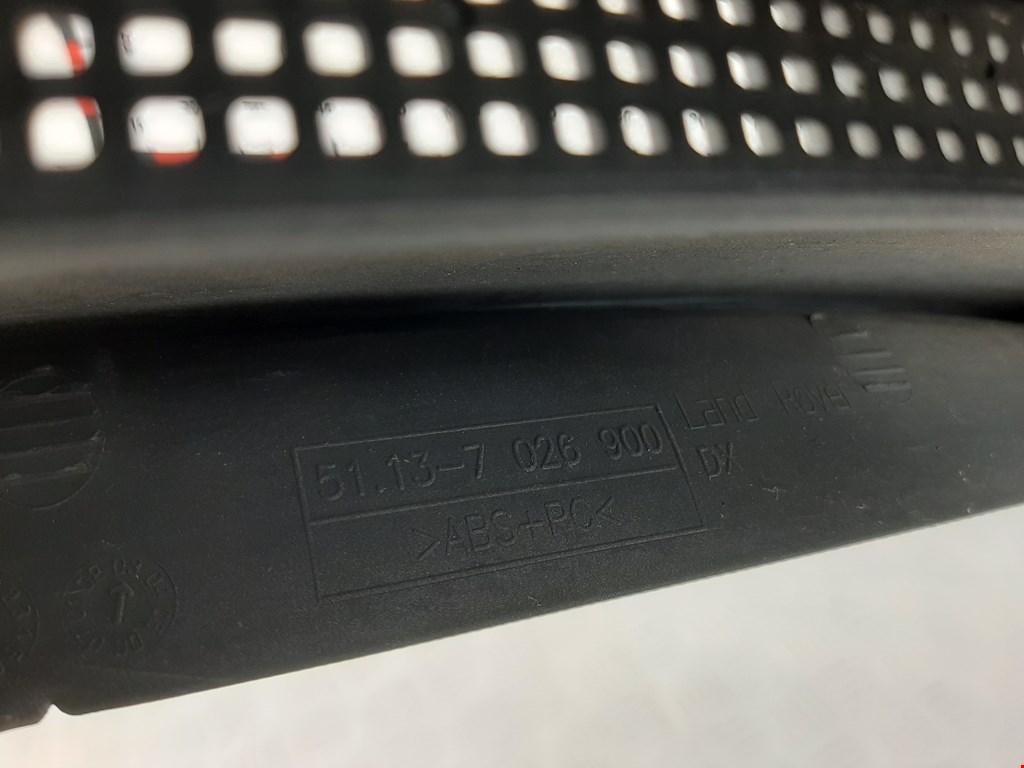 51.13-7 026 900
>ABS+PC<
Land Rover
DX